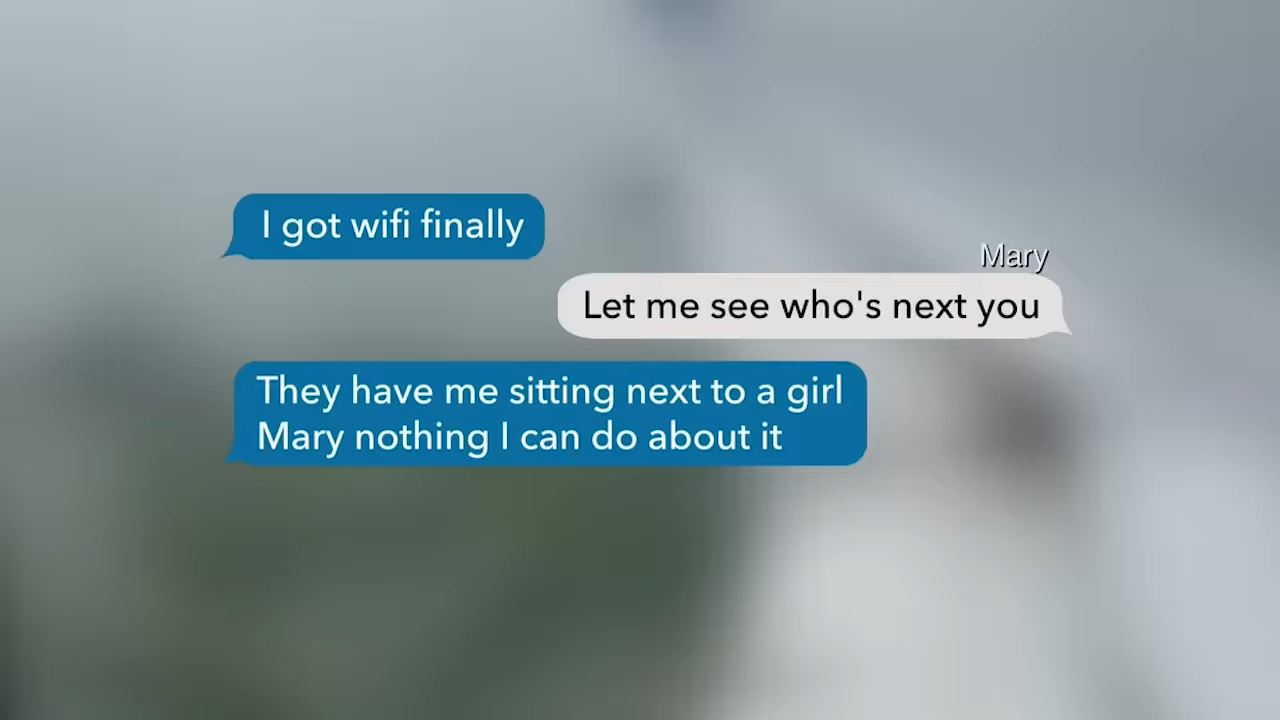 I got wifi finally
Mary
Let me see who's next you
They have me sitting next to a girl
Mary nothing I can do about it